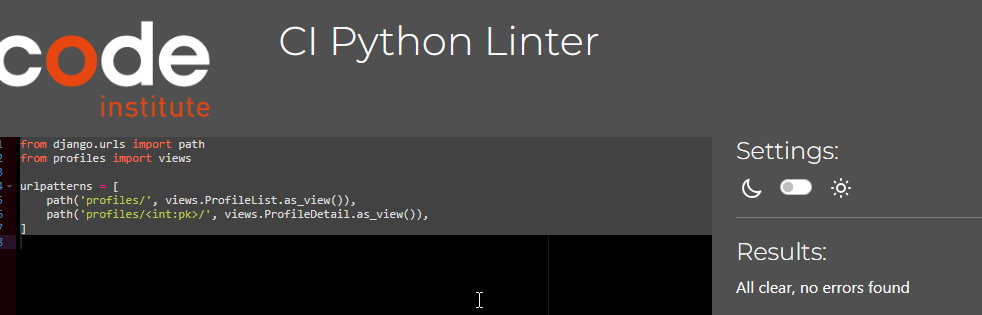 code
institute
CI Python Linter
1 from django.urls import path
2 from profiles import views
3
4 urlpatterns = [
5     path('profiles/', views.ProfileList.as_view()),
6     path('profiles/<int:pk>/', views.ProfileDetail.as_view()),
7 ]
8
Settings:
Results:
All clear, no errors found